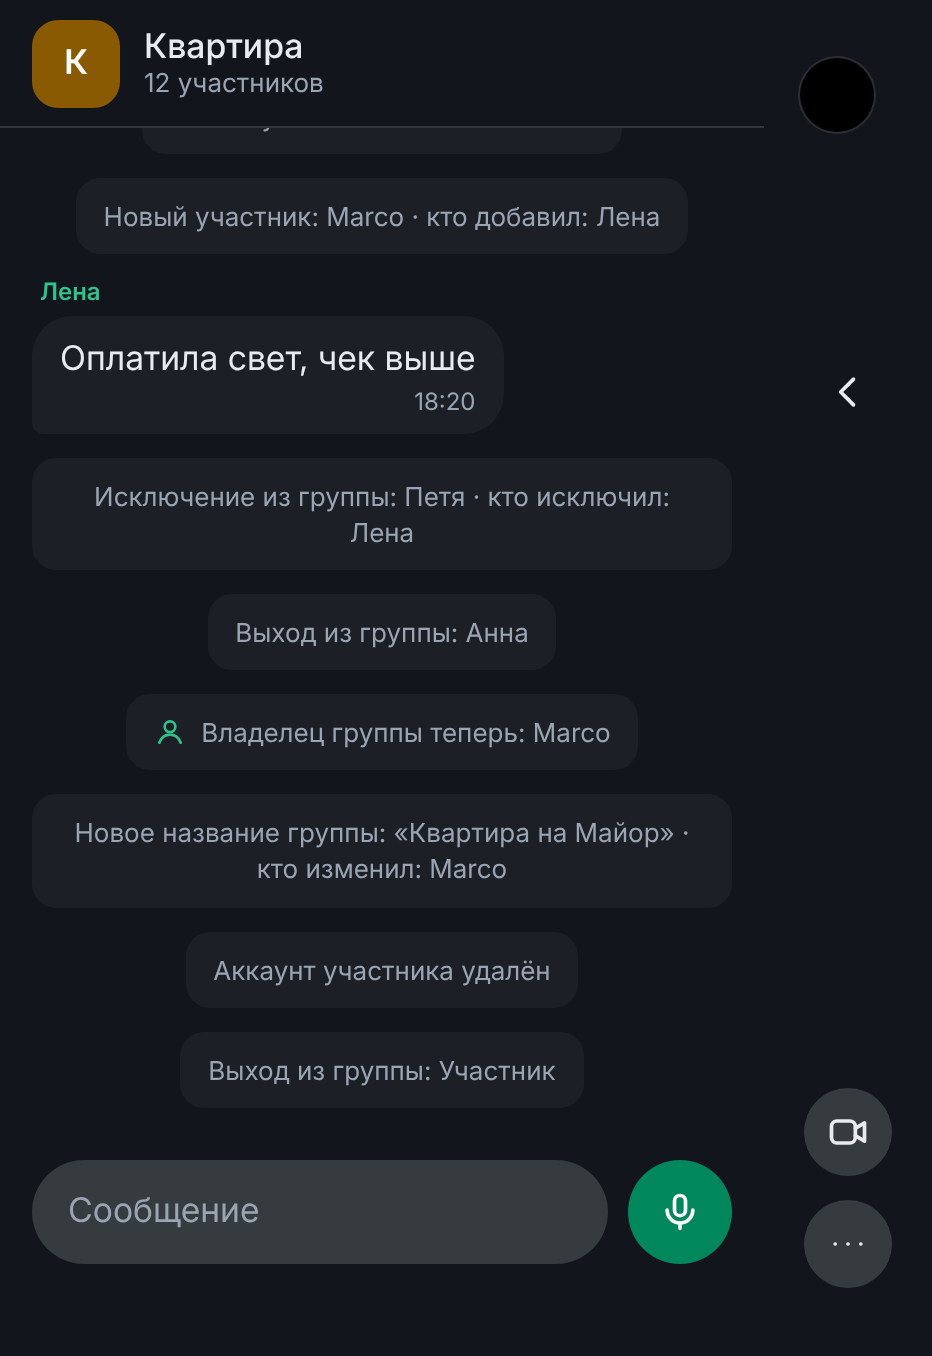 К
Квартира
12 участников
Новый участник: Marco · кто добавил: Лена
Лена
Оплатила свет, чек выше
18:20
Исключение из группы: Петя · кто исключил:
Лена
Выход из группы: Анна
Владелец группы теперь: Marco
Новое название группы: «Квартира на Майор» ·
кто изменил: Marco
Аккаунт участника удалён
Выход из группы: Участник
Сообщение